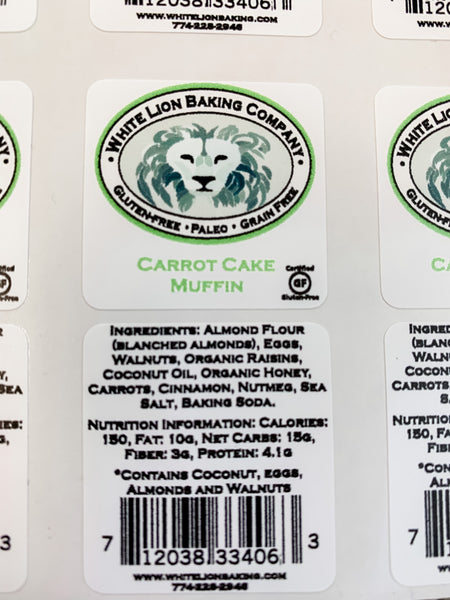 12038 33406
WWW.WHITELIONBAKING.COM
774-228-2946
WHITE LION BAKING COMPANY
GLUTEN-FREE • PALEO • GRAIN FREE
CARROT CAKE
MUFFIN
Certified
GF
Gluten-Free
INGREDIENTS: ALMOND FLOUR
(BLANCHED ALMONDS), EGGS,
WALNUTS, ORGANIC RAISINS,
COCONUT OIL, ORGANIC HONEY,
CARROTS, CINNAMON, NUTMEG, SEA
SALT, BAKING SODA.
NUTRITION INFORMATION: CALORIES:
150, FAT: 10G, NET CARBS: 15G,
FIBER: 3G, PROTEIN: 4.1G
*CONTAINS COCONUT, EGGS,
ALMONDS AND WALNUTS
7 12038 33406 3
WWW.WHITELIONBAKING.COM
774-228-2946